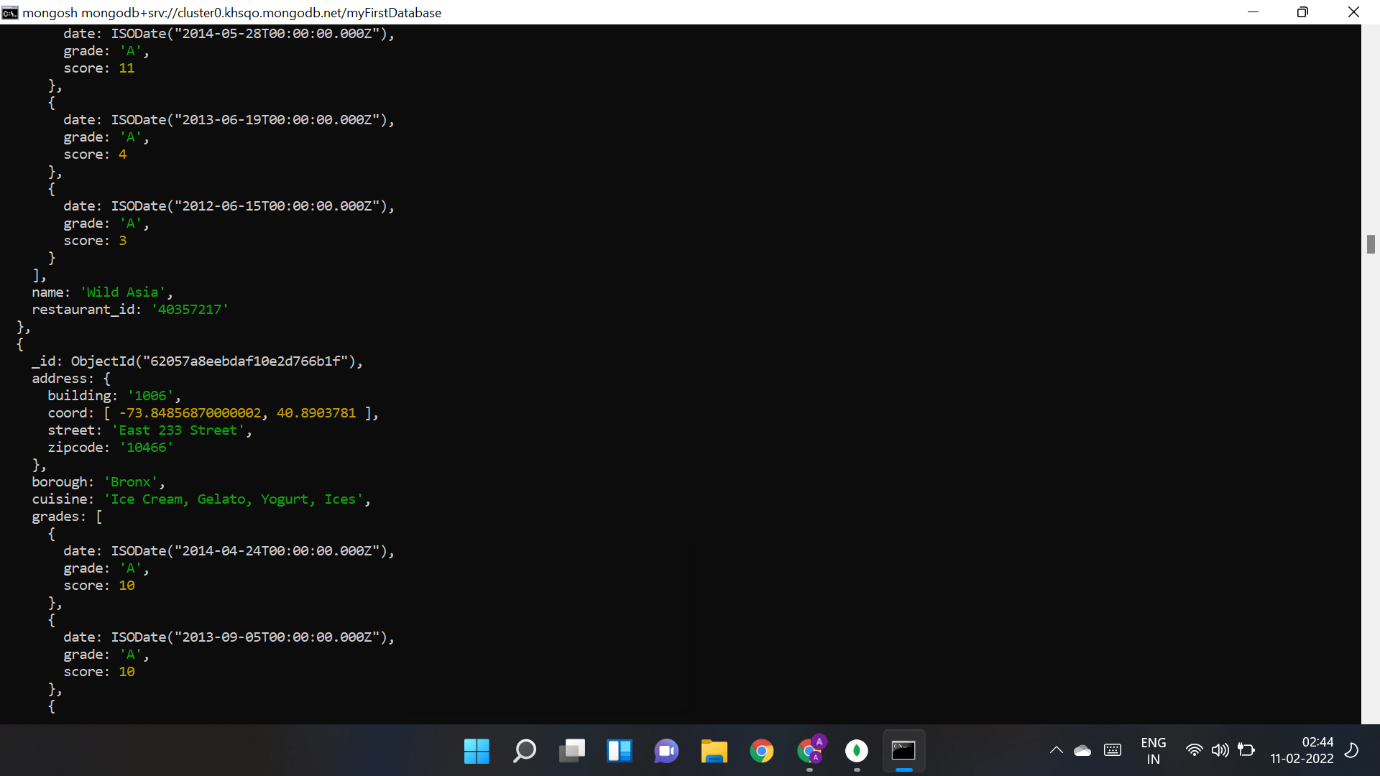 mongosh mongodb+srv://cluster0.khsqo.mongodb.net/myFirstDatabase
date: ISODate("2014-05-28T00:00:00.000Z"),
grade: 'A',
score: 11
},
{
date: ISODate("2013-06-19T00:00:00.000Z"),
grade: 'A',
score: 4
},
{
date: ISODate("2012-06-15T00:00:00.000Z"),
grade: 'A',
score: 3
}
],
name: 'Wild Asia',
restaurant_id: '40357217'
},
{
_id: ObjectId("62057a8eebdaf10e2d766b1f"),
address: {
building: '1006',
coord: [ -73.84856870000002, 40.8903781 ],
street: 'East 233 Street',
zipcode: '10466'
},
borough: 'Bronx',
cuisine: 'Ice Cream, Gelato, Yogurt, Ices',
grades: [
{
date: ISODate("2014-04-24T00:00:00.000Z"),
grade: 'A',
score: 10
},
{
date: ISODate("2013-09-05T00:00:00.000Z"),
grade: 'A',
score: 10
},
{
ENG
IN
02:44
11-02-2022